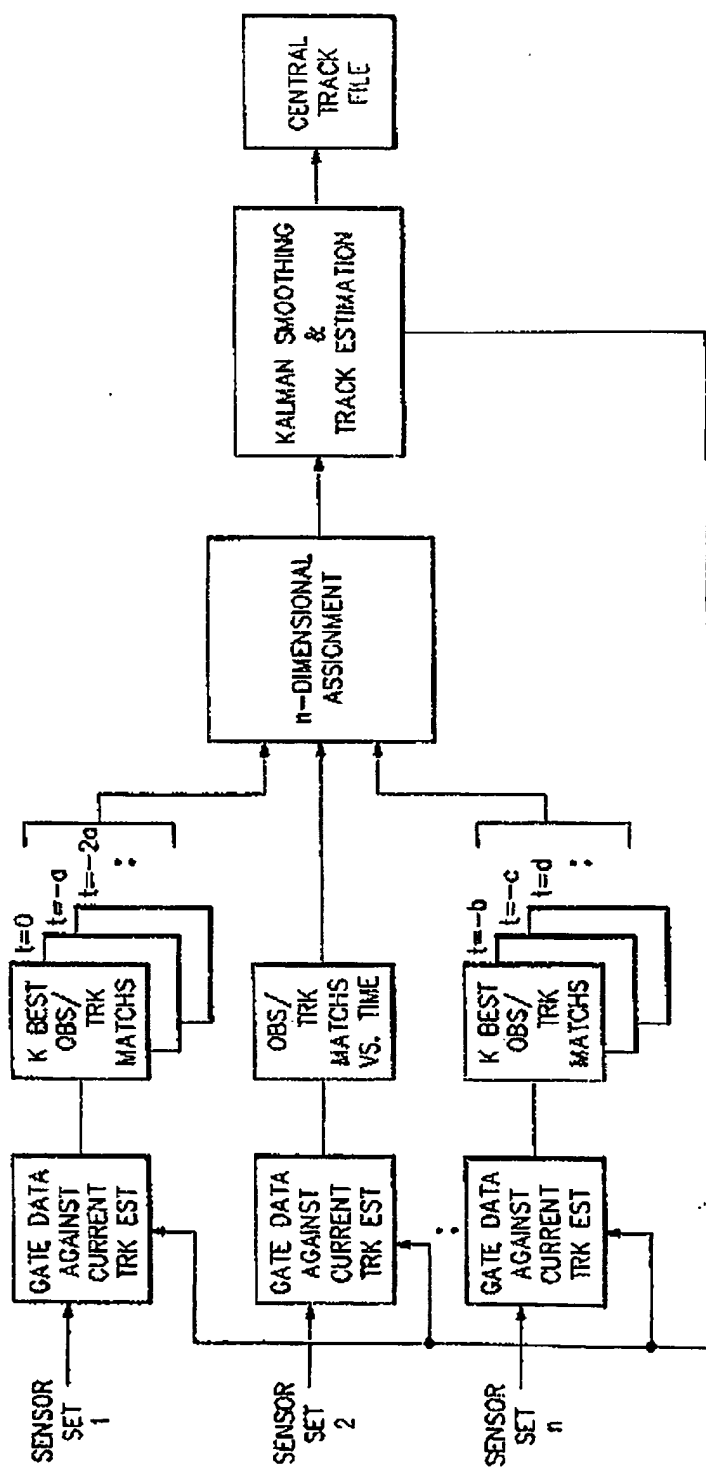 SENSOR
SET
1
GATE DATA
AGAINST
CURRENT
TRK EST
K BEST
OBS/
TRK
MATCHS
t=0
t=-a
t=-2a
:
SENSOR
SET
2
GATE DATA
AGAINST
CURRENT
TRK EST
OBS/
TRK
MATCHS
VS. TIME
:
SENSOR
SET
n
GATE DATA
AGAINST
CURRENT
TRK EST
K BEST
OBS/
TRK
MATCHS
t=-b
t=-c
t=d
:
n-DIMENSIONAL
ASSIGNMENT
KALMAN SMOOTHING
&
TRACK ESTIMATION
CENTRAL
TRACK
FILE